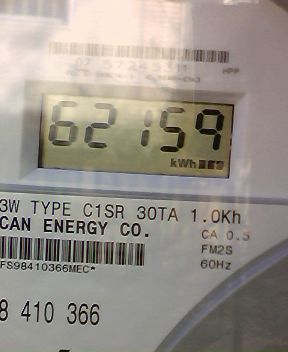 HPP
62159
kWh
3W TYPE C1SR 30TA 1.0Kh
CAN ENERGY CO.
CA 0.5
FM2S
60Hz
FS98410366MEC*
8 410 366